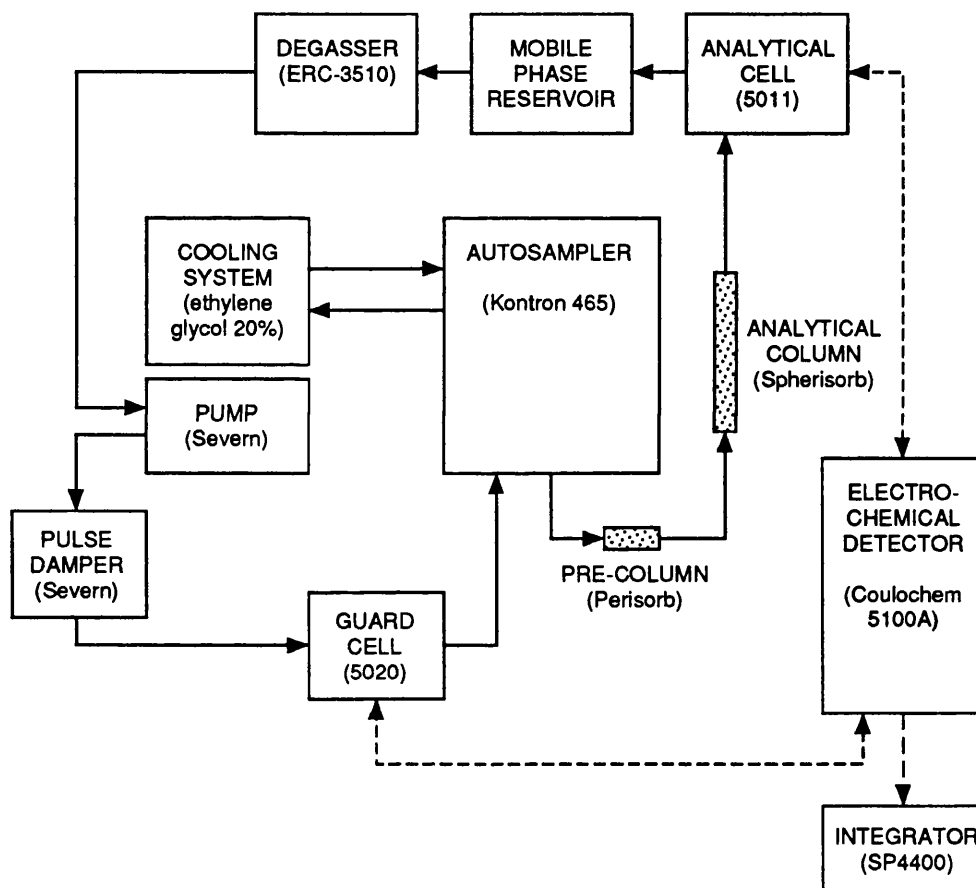 DEGASSER
(ERC-3510)
MOBILE
PHASE
RESERVOIR
ANALYTICAL
CELL
(5011)
COOLING
SYSTEM
(ethylene
glycol 20%)
AUTOSAMPLER
(Kontron 465)
ANALYTICAL
COLUMN
(Spherisorb)
PUMP
(Severn)
PULSE
DAMPER
(Severn)
GUARD
CELL
(5020)
PRE-COLUMN
(Perisorb)
ELECTRO-
CHEMICAL
DETECTOR
(Coulochem
5100A)
INTEGRATOR
(SP4400)